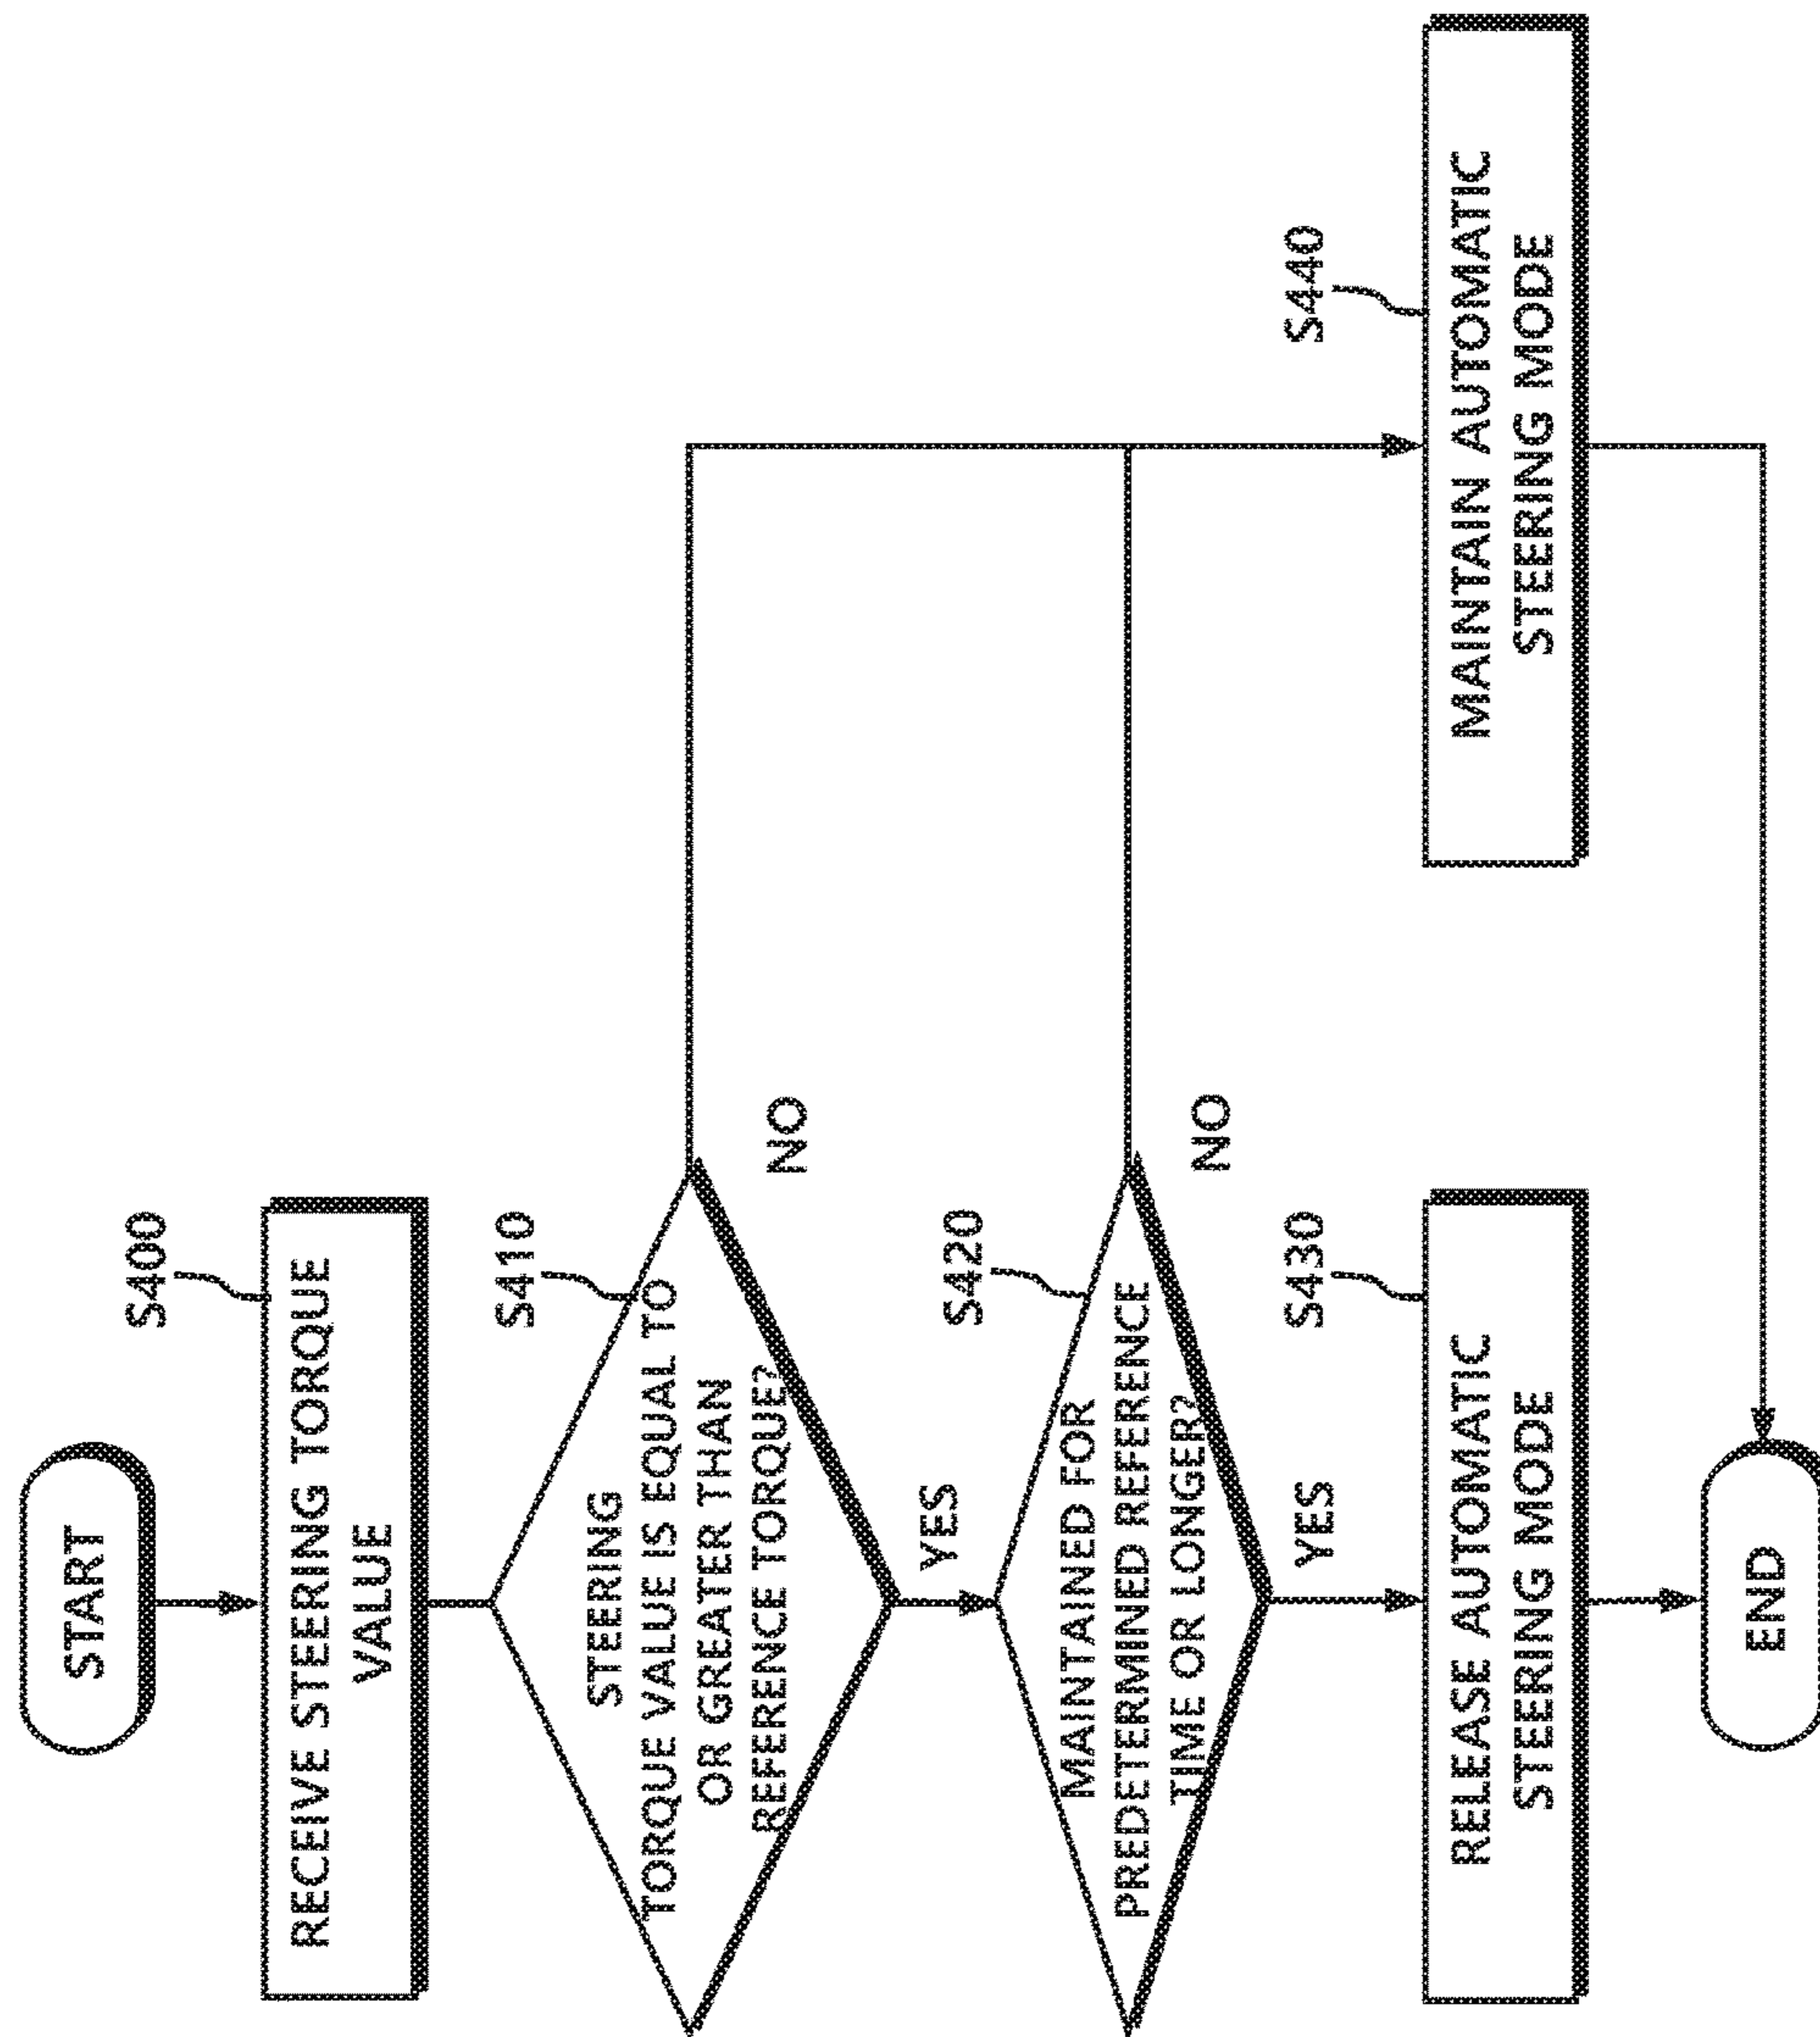 START
S400
RECEIVE STEERING TORQUE
VALUE
S410
STEERING
TORQUE VALUE IS EQUAL TO
OR GREATER THAN
REFERENCE TORQUE?
NO
YES
S420
MAINTAINED FOR
PREDETERMINED REFERENCE
TIME OR LONGER?
NO
YES
S430
RELEASE AUTOMATIC
STEERING MODE
S440
MAINTAIN AUTOMATIC
STEERING MODE
END